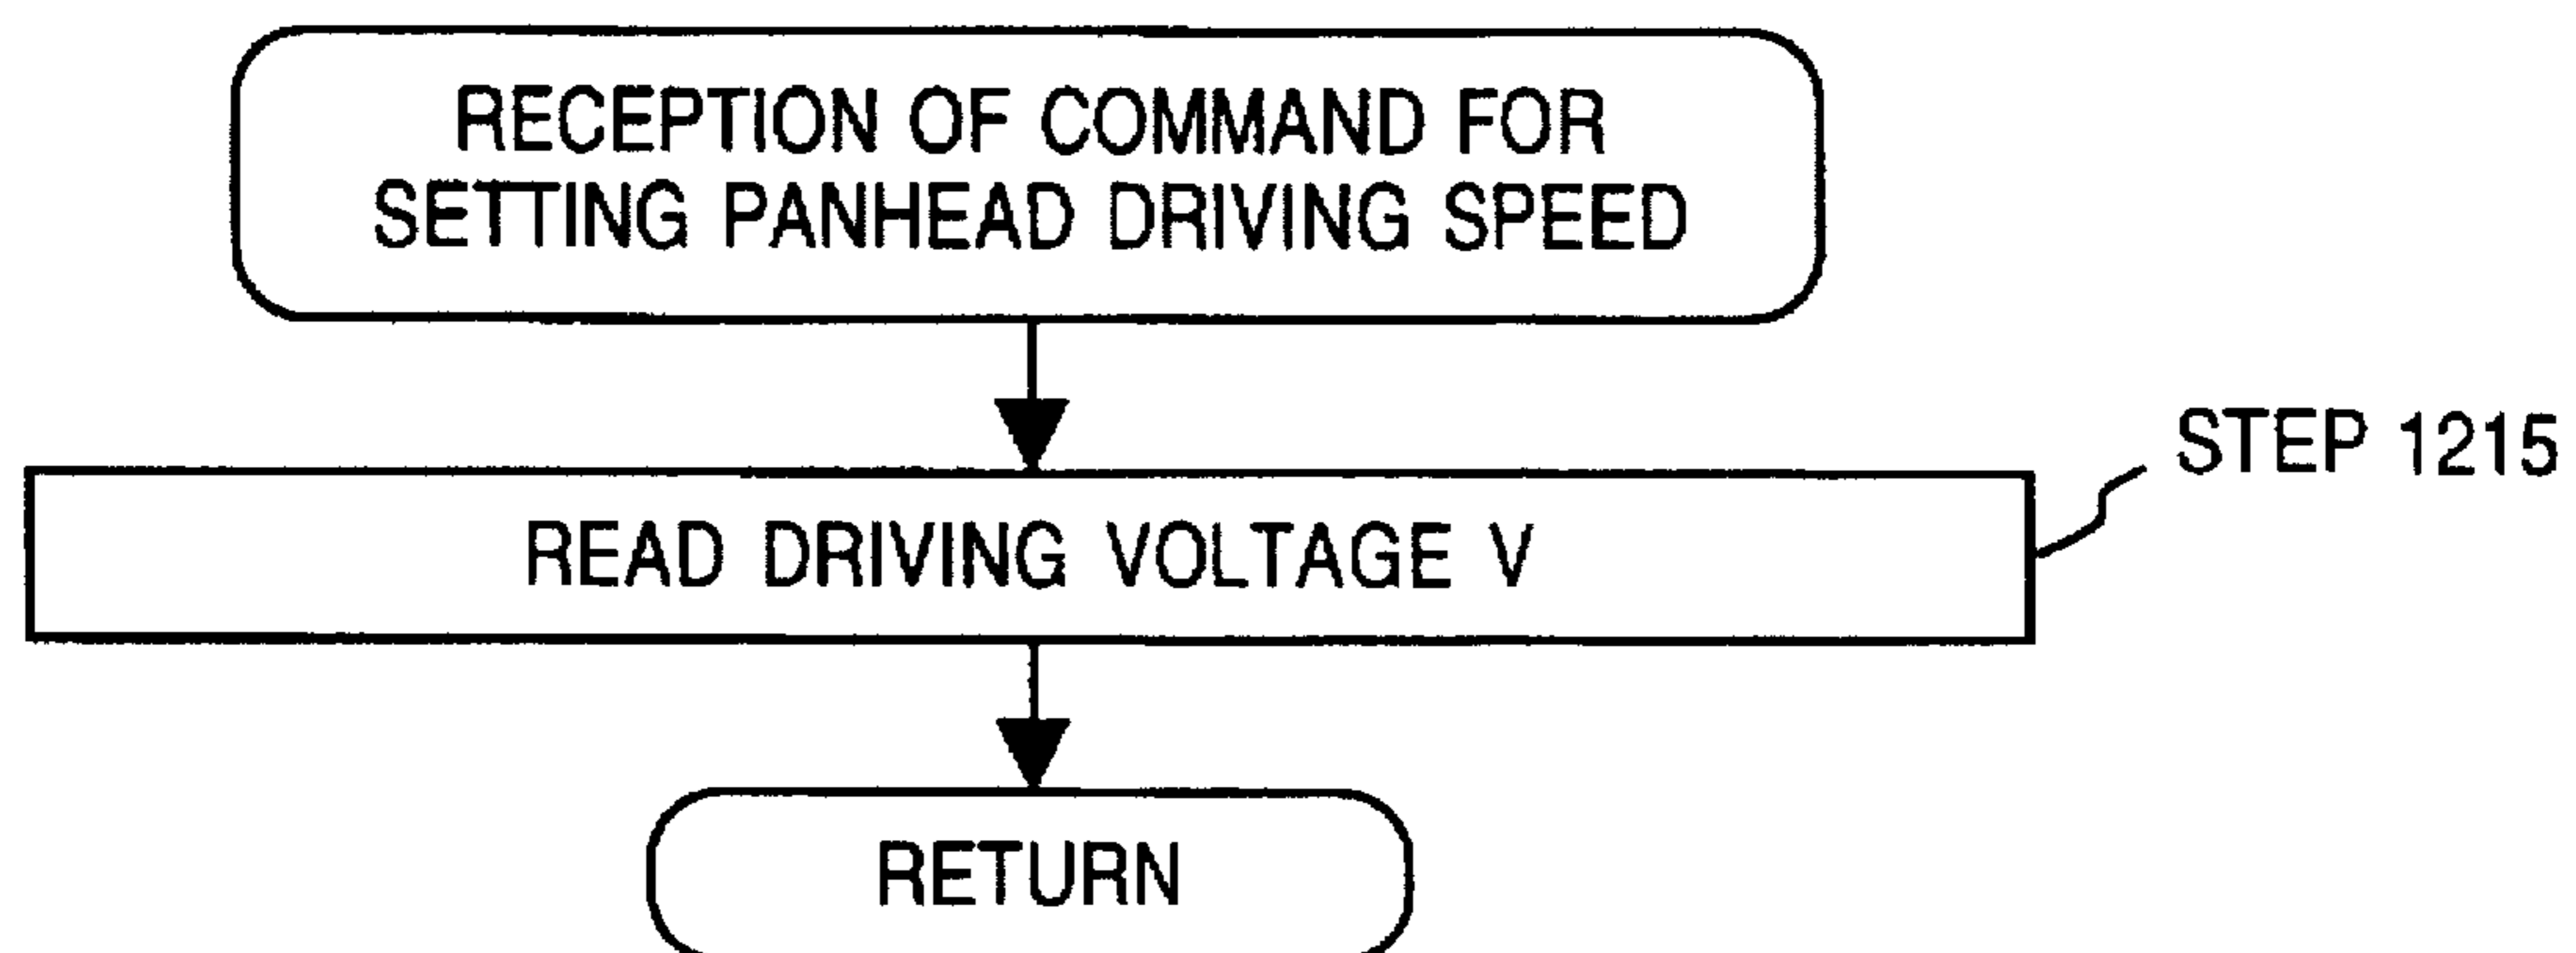 RECEPTION OF COMMAND FOR
SETTING PANHEAD DRIVING SPEED
STEP 1215
READ DRIVING VOLTAGE V
RETURN